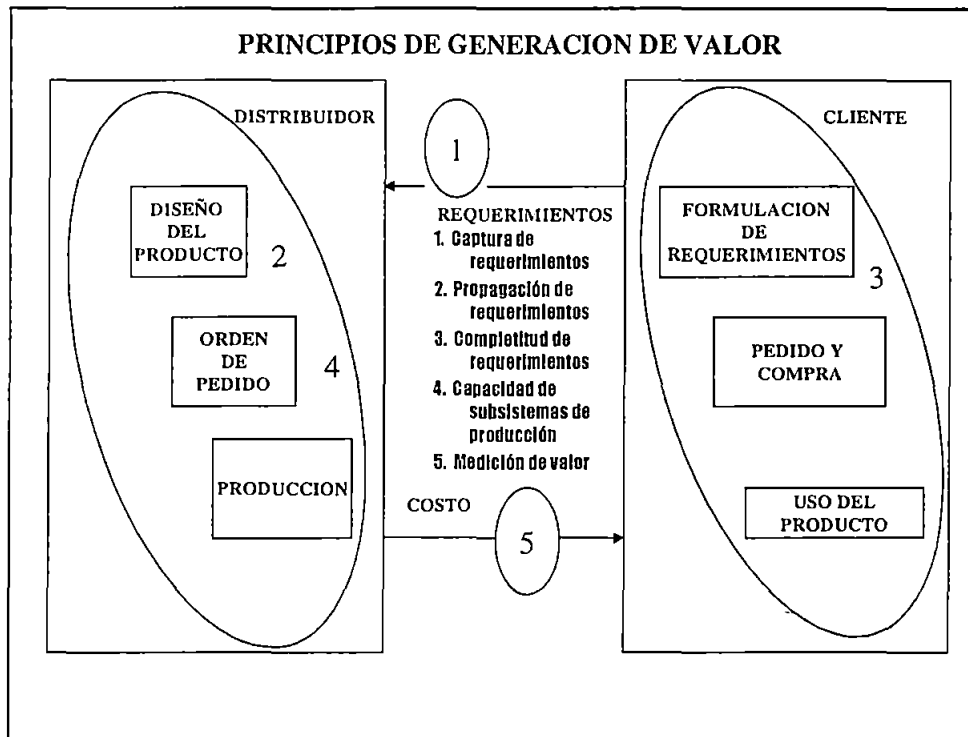 PRINCIPIOS DE GENERACION DE VALOR
DISTRIBUIDOR
DISEÑO
DEL
PRODUCTO
2
ORDEN
DE
PEDIDO
4
PRODUCCION
1
REQUERIMIENTOS
1. Captura de
requerimientos
2. Propagación de
requerimientos
3. Completitud de
requerimientos
4. Capacidad de
subsistemas de
producción
5. Medición de valor
COSTO
5
CLIENTE
FORMULACION
DE
REQUERIMIENTOS
3
PEDIDO Y
COMPRA
USO DEL
PRODUCTO